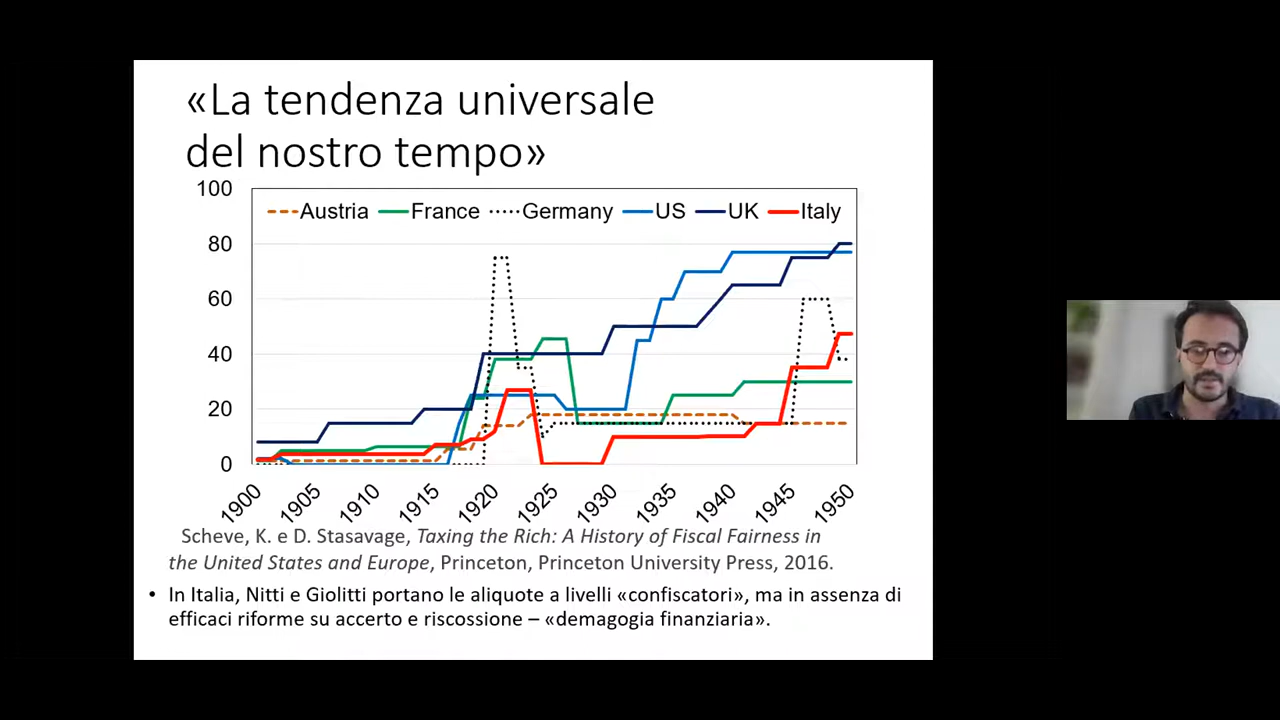 «La tendenza universale
del nostro tempo»
100
Austria France Germany US UK Italy
80
60
40
20
0
1900 1905 1910 1915 1920 1925 1930 1935 1940 1945 1950
Scheve, K. e D. Stasavage, Taxing the Rich: A History of Fiscal Fairness in
the United States and Europe, Princeton, Princeton University Press, 2016.
• In Italia, Nitti e Giolitti portano le aliquote a livelli «confiscatori», ma in assenza di
efficaci riforme su accerto e riscossione – «demagogia finanziaria».